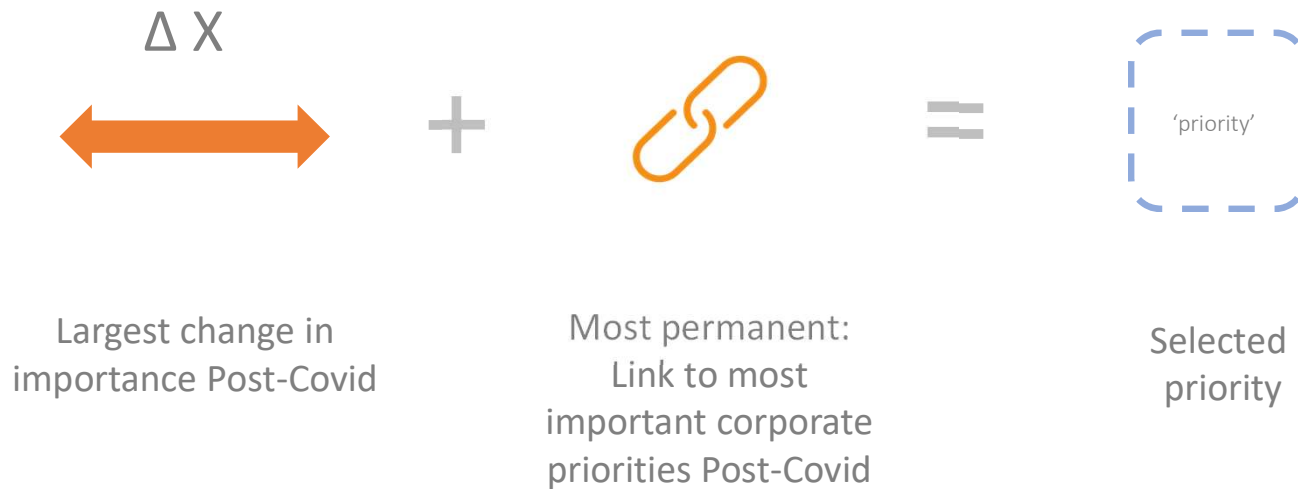 Δ X
+
=
‘priority’
Largest change in
importance Post-Covid
Most permanent:
Link to most
important corporate
priorities Post-Covid
Selected
priority